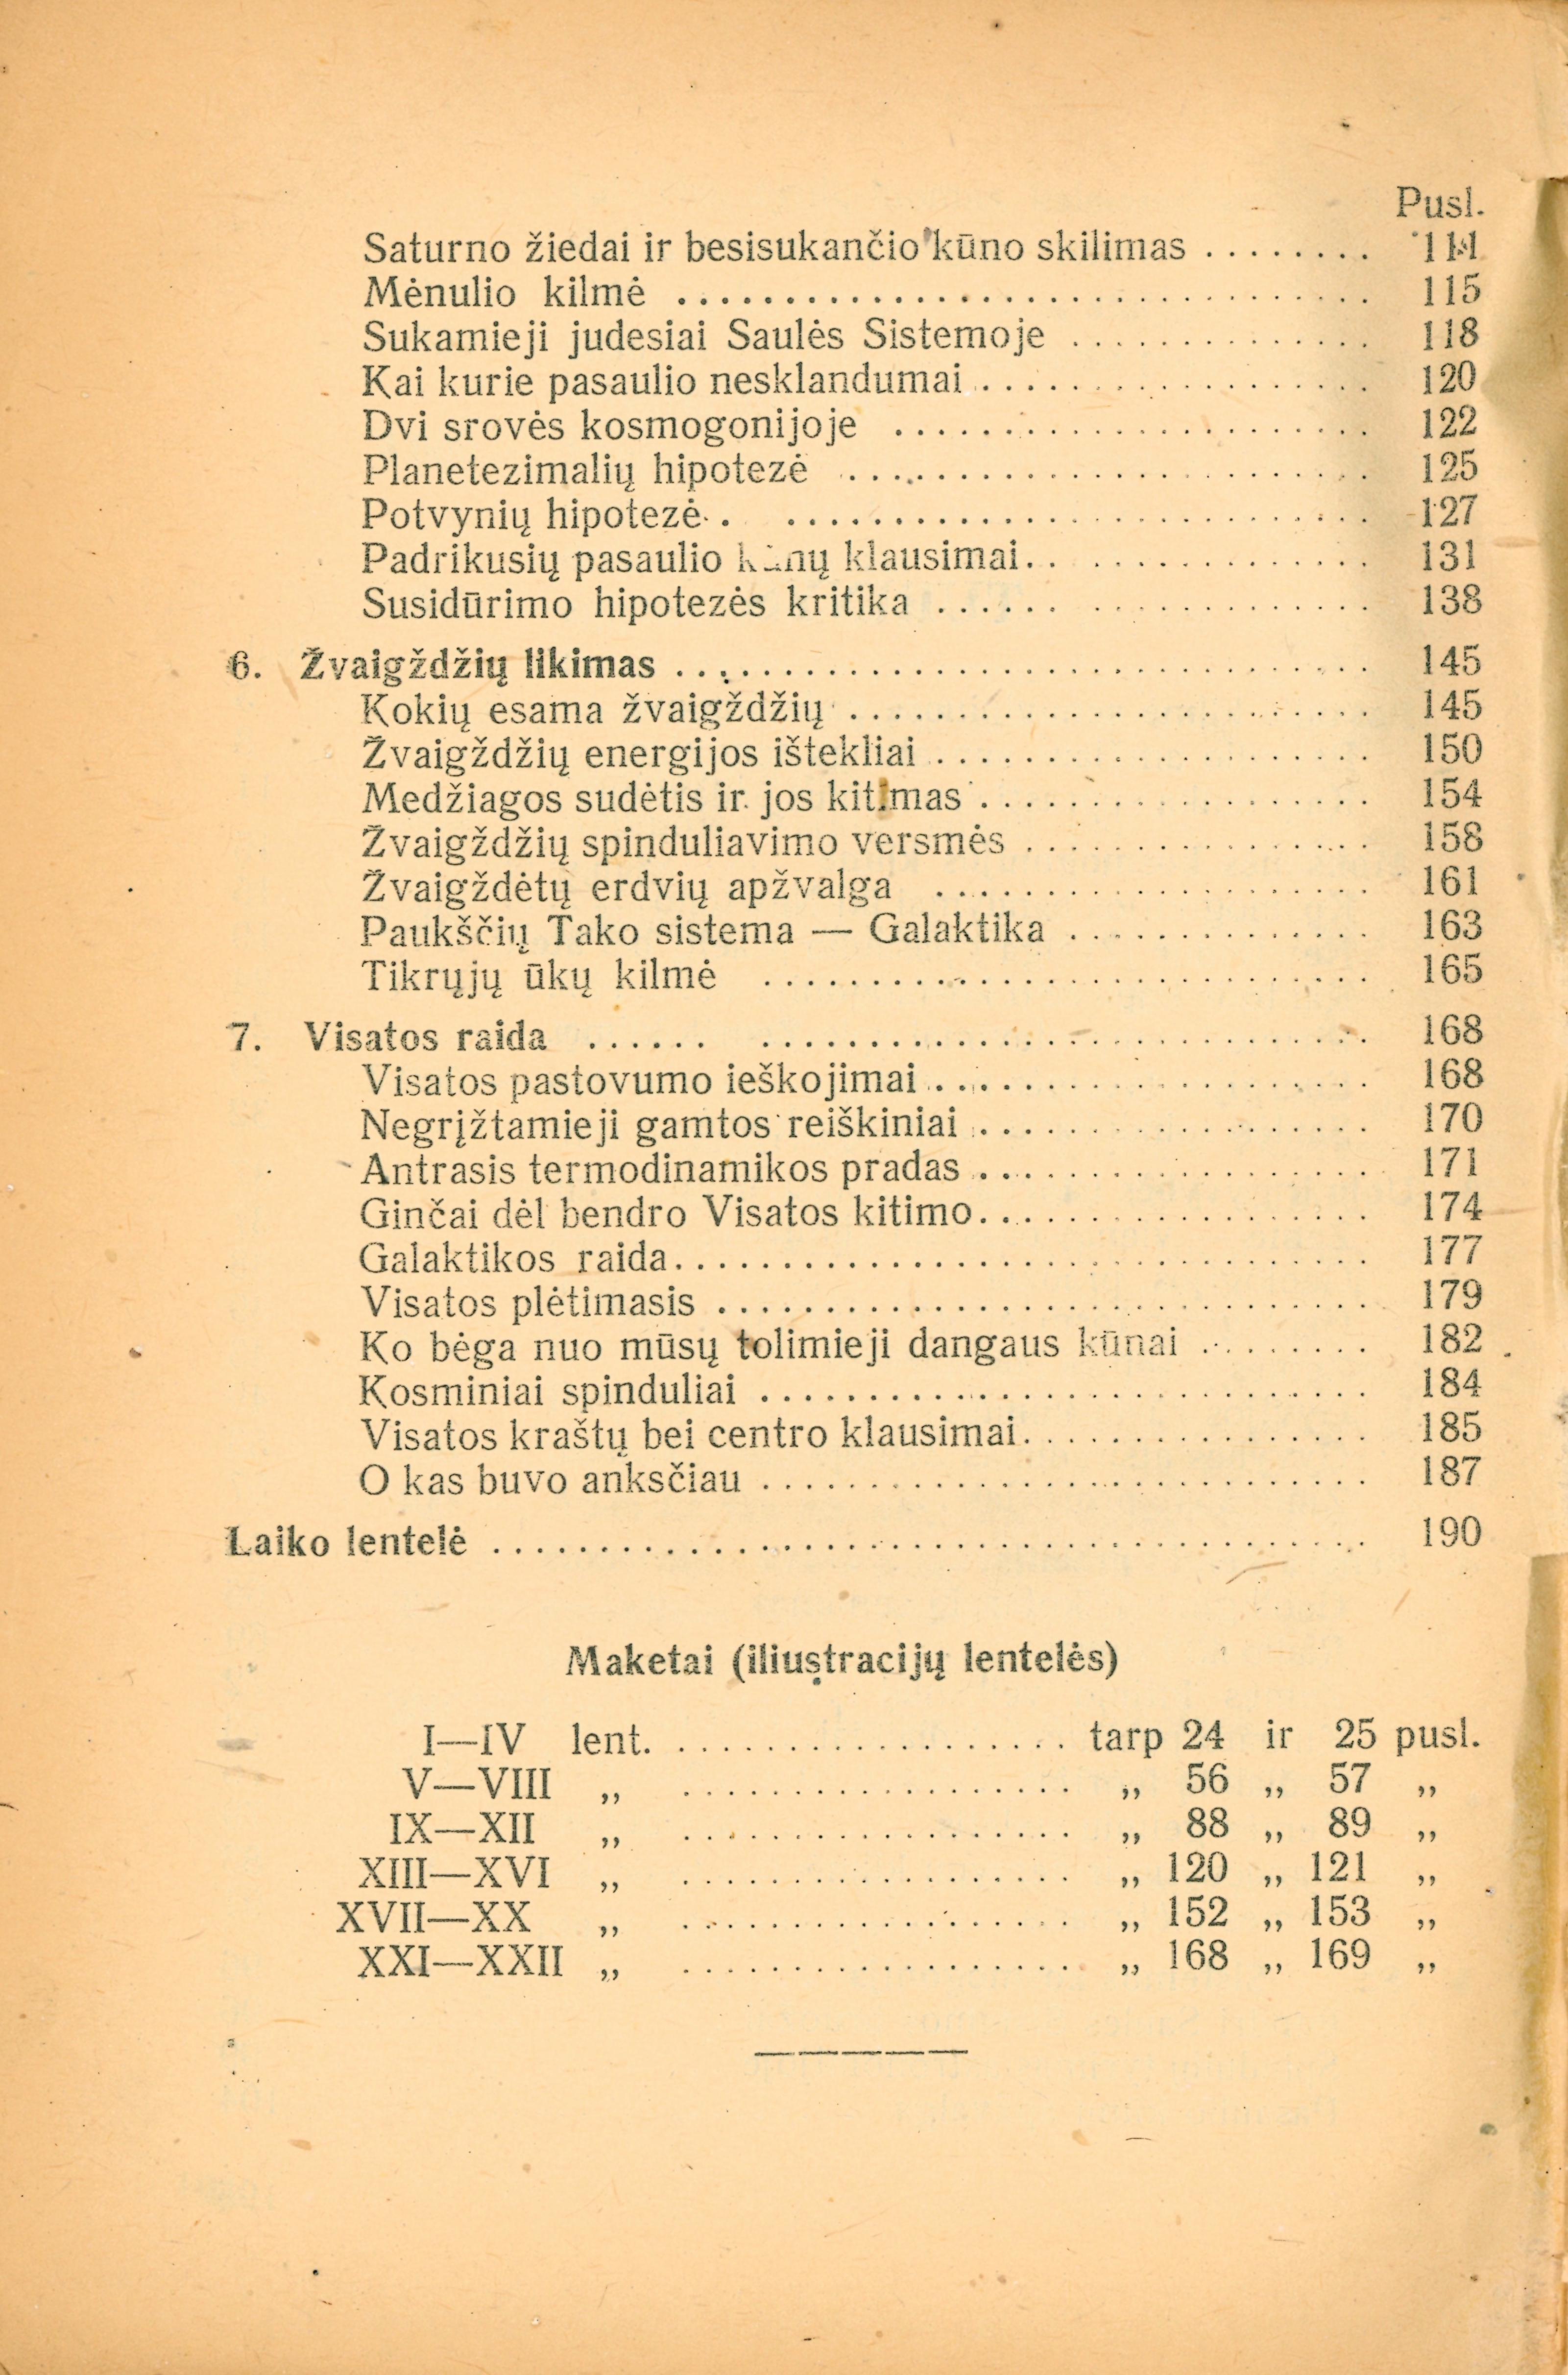 Pusl.
Saturno žiedai ir besisukančio kūno skilimas ........ 111
Mėnulio kilmė ................................ 115
Sukamieji judesiai Saulės Sistemoje .............. 118
Kai kurie pasaulio nesklandumai .................. 120
Dvi srovės kosmogonijoje ...................... 122
Planetezimalių hipotezė ........................ 125
Potvynių hipotezė .. ........................... 127
Padrikusių pasaulio klausimai ................ 131
Susidūrimo hipotezės kritika .................... 138
6. Žvaigždžių likimas ................................ 145
Kokių esama žvaigždžių ........................ 145
Žvaigždžių energijos ištekliai .................... 150
Medžiagos sudėtis ir jos kitimas .................. 154
Žvaigždžių spinduliavimo versmės ................ 158
Žvaigždėtų erdvių apžvalga .................... 161
Paukščių Tako sistema — Galaktika .............. 163
Tikrųjų ūkų kilmė ............................ 165
7. Visatos raida ...... ............................ 168
Visatos pastovumo ieškojimai .................... 168
Negrįžtamieji gamtos reiškiniai .................. 170
Antrasis termodinamikos pradas .................. 171
Ginčai dėl bendro Visatos kitimo .................. 174
Galaktikos raida ................................ 177
Visatos plėtimasis .............................. 179
Ko bėga nuo mūsų tolimieji dangaus kūnai ........ 182
Kosminiai spinduliai ............................ 184
Visatos kraštų bei centro klausimai ................ 185
O kas buvo anksčiau ............................ 187
Laiko lentelė ........................................ 190
Maketai (iliustracijų lentelės)
I—IV lent. .................. tarp 24 ir 25 pusl.
V—VIII „ .................. „ 56 „ 57 „
IX—XII „ .................. „ 88 „ 89 „
XIII—XVI „ .................. „ 120 „ 121 „
XVII—XX „ .................. „ 152 „ 153 „
XXI—XXII „ .................. „ 168 „ 169 „